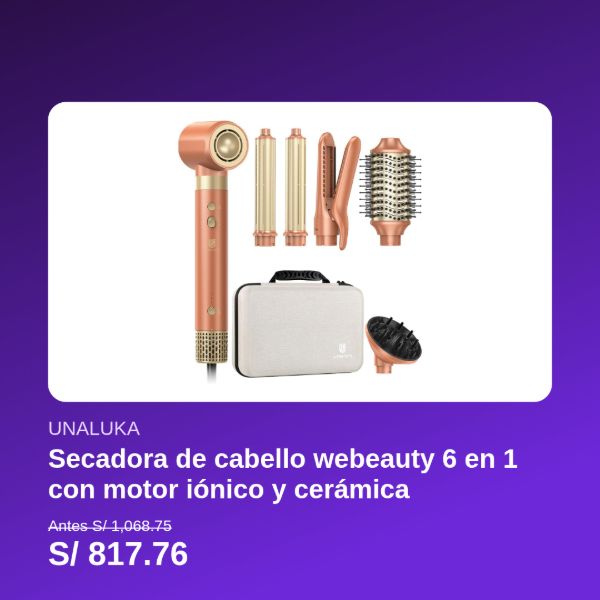 UNALUKA
Secadora de cabello webeauty 6 en 1
con motor iónico y cerámica
Antes S/ 1,068.75
S/ 817.76